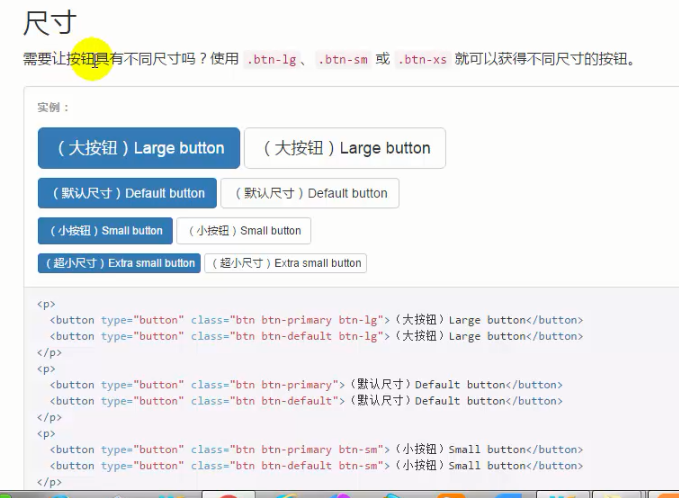 尺寸
需要让按钮具有不同尺寸吗？使用 .btn-lg 、 .btn-sm 或 .btn-xs 就可以获得不同尺寸的按钮。
实例：
（大按钮）Large button （大按钮）Large button
（默认尺寸）Default button （默认尺寸）Default button
（小按钮）Small button （小按钮）Small button
（超小尺寸）Extra small button （超小尺寸）Extra small button
<p>
<button type="button" class="btn btn-primary btn-lg">（大按钮）Large button</button>
<button type="button" class="btn btn-default btn-lg">（大按钮）Large button</button>
</p>
<p>
<button type="button" class="btn btn-primary">（默认尺寸）Default button</button>
<button type="button" class="btn btn-default">（默认尺寸）Default button</button>
</p>
<p>
<button type="button" class="btn btn-primary btn-sm">（小按钮）Small button</button>
<button type="button" class="btn btn-default btn-sm">（小按钮）Small button</button>
</p>